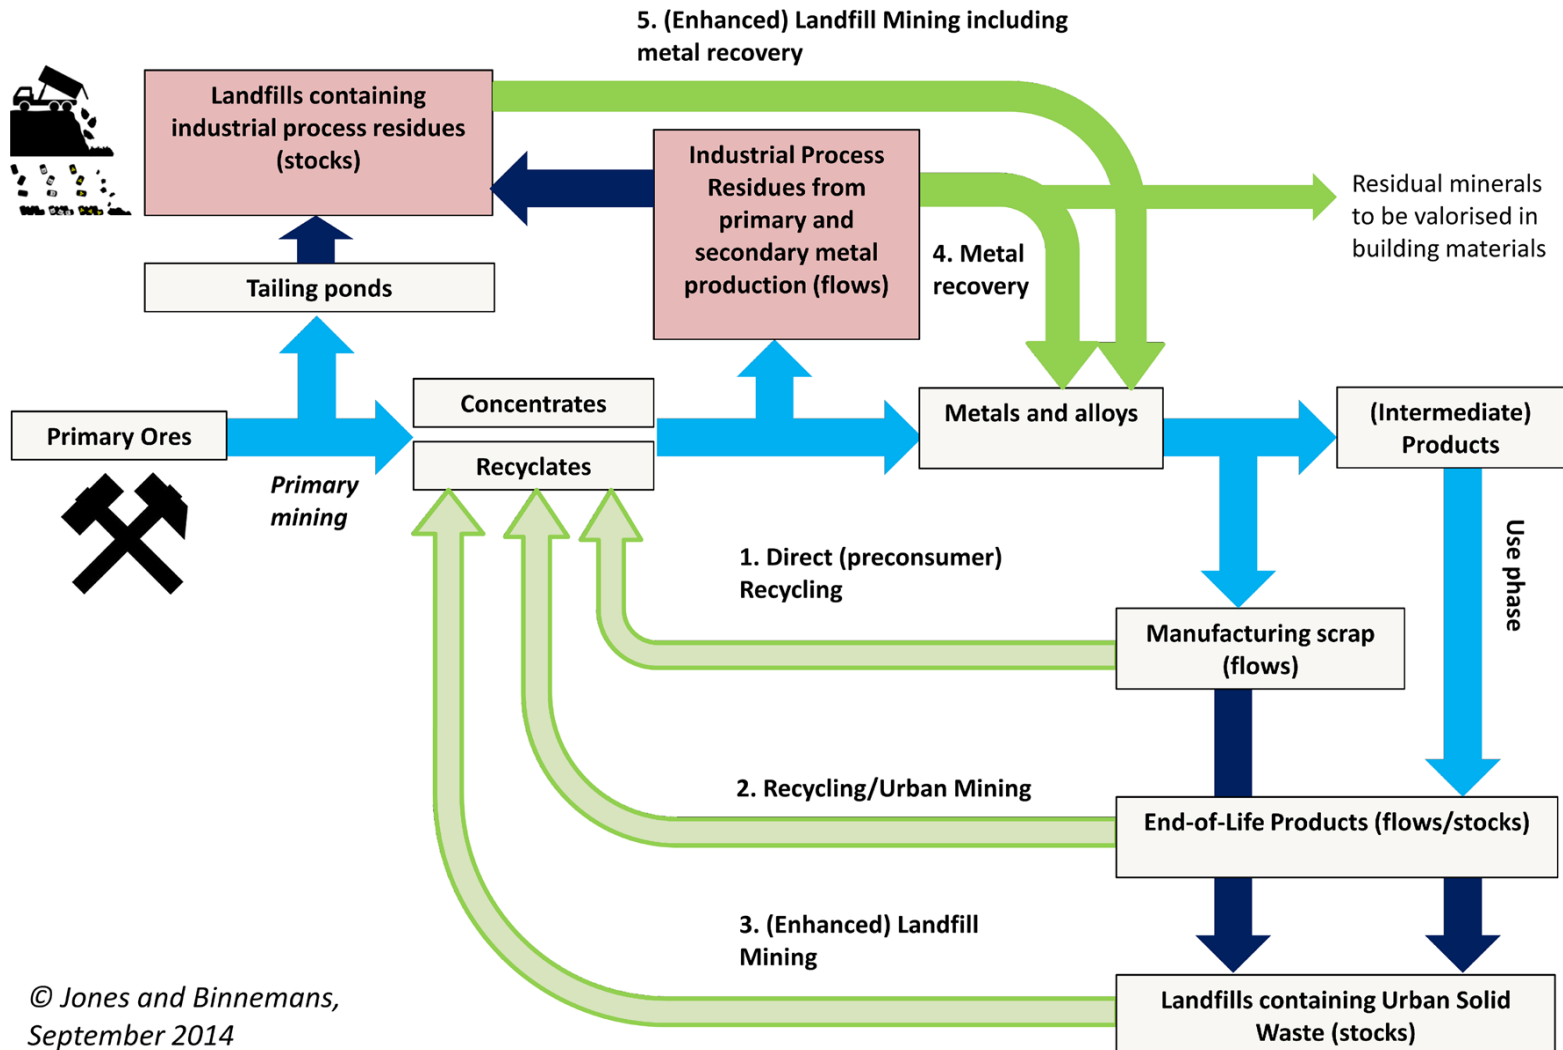 5. (Enhanced) Landfill Mining including
metal recovery
Landfills containing
industrial process residues
(stocks)
Industrial Process
Residues from
primary and
secondary metal
production (flows)
Residual minerals
to be valorised in
building materials
4. Metal
recovery
Tailing ponds
Primary Ores
Primary
mining
Concentrates
Recyclates
Metals and alloys
(Intermediate)
Products
Use phase
1. Direct (preconsumer)
Recycling
Manufacturing scrap
(flows)
2. Recycling/Urban Mining
End-of-Life Products (flows/stocks)
3. (Enhanced) Landfill
Mining
Landfills containing Urban Solid
Waste (stocks)
© Jones and Binnemans,
September 2014